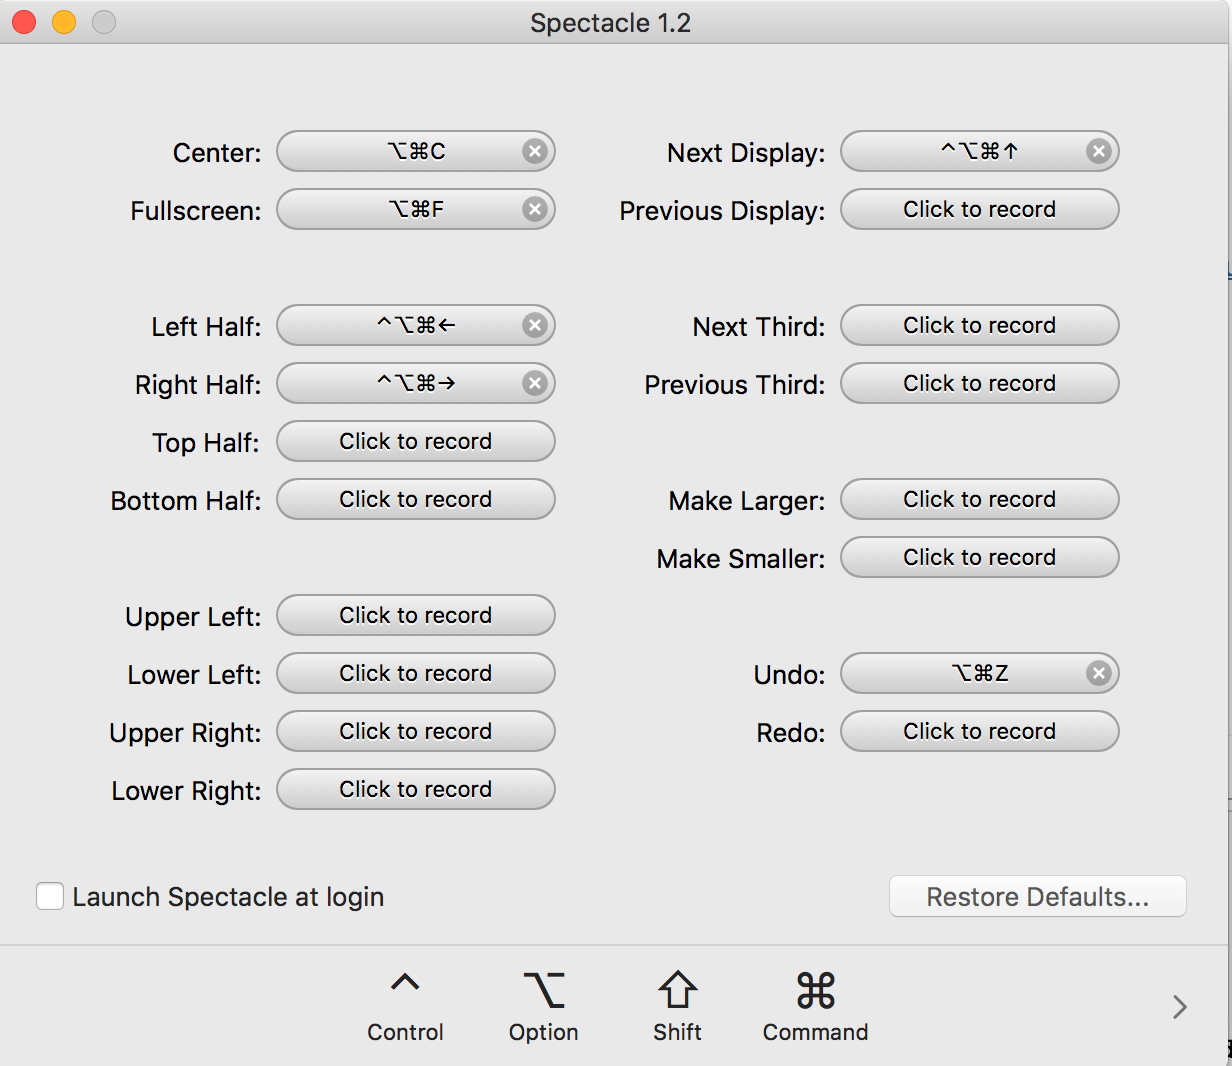 Spectacle 1.2
Center: ⌥⌘C
Fullscreen: ⌥⌘F
Left Half: ^⌥⌘←
Right Half: ^⌥⌘→
Top Half: Click to record
Bottom Half: Click to record
Upper Left: Click to record
Lower Left: Click to record
Upper Right: Click to record
Lower Right: Click to record
Next Display: ^⌥⌘↑
Previous Display: Click to record
Next Third: Click to record
Previous Third: Click to record
Make Larger: Click to record
Make Smaller: Click to record
Undo: ⌥⌘Z
Redo: Click to record
Launch Spectacle at login
Restore Defaults...
^ ⌥ ⇧ ⌘
Control Option Shift Command